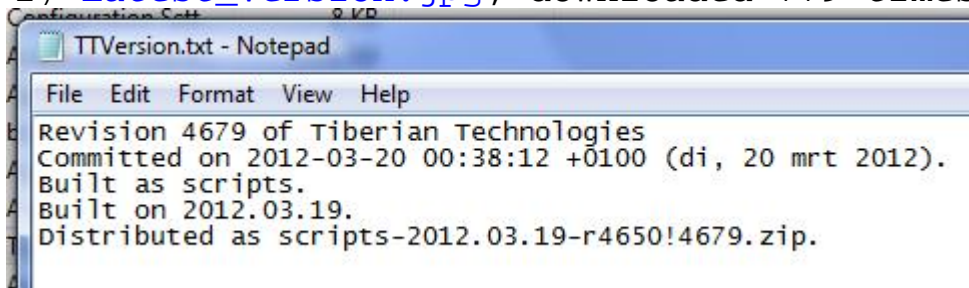 TTVersion.txt - Notepad
File Edit Format View Help
Revision 4679 of Tiberian Technologies
Committed on 2012-03-20 00:38:12 +0100 (di, 20 mrt 2012).
Built as scripts.
Built on 2012.03.19.
Distributed as scripts-2012.03.19-r4650!4679.zip.